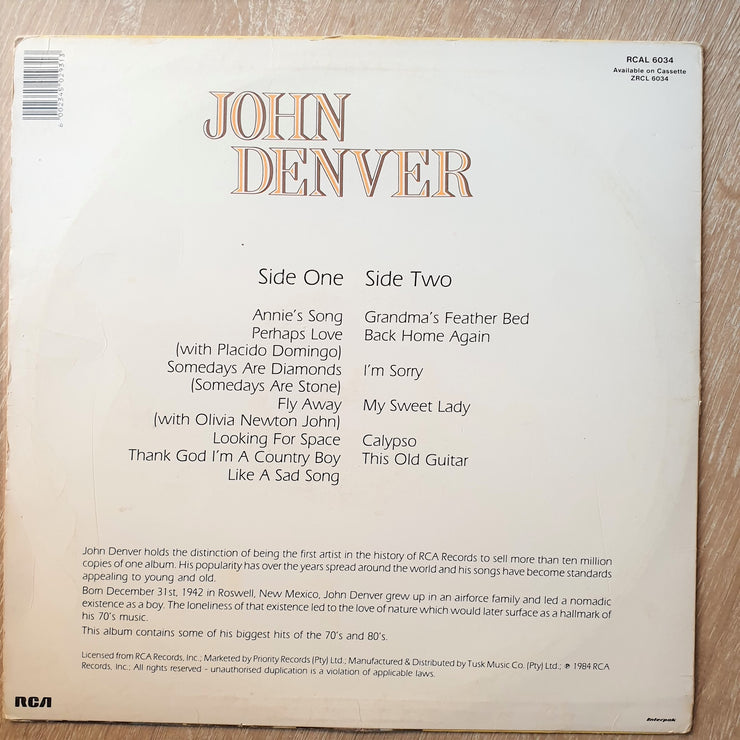 6 002345 029313
RCAL 6034
Available on Cassette
ZRCL 6034
JOHN
DENVER
Side One
Annie's Song
Perhaps Love
(with Placido Domingo)
Somedays Are Diamonds
(Somedays Are Stone)
Fly Away
(with Olivia Newton John)
Looking For Space
Thank God I'm A Country Boy
Like A Sad Song
Side Two
Grandma's Feather Bed
Back Home Again
I'm Sorry
My Sweet Lady
Calypso
This Old Guitar
John Denver holds the distinction of being the first artist in the history of RCA Records to sell more than ten million
copies of one album. His popularity has over the years spread around the world and his songs have become standards
appealing to young and old.
Born December 31st, 1942 in Roswell, New Mexico, John Denver grew up in an airforce family and led a nomadic
existence as a boy. The loneliness of that existence led to the love of nature which would later surface as a hallmark of
his 70's music.
This album contains some of his biggest hits of the 70's and 80's.
Licensed from RCA Records, Inc.; Marketed by Priority Records (Pty) Ltd.; Manufactured & Distributed by Tusk Music Co. (Pty) Ltd.; ℗ 1984 RCA
Records, Inc.; All rights reserved - unauthorised duplication is a violation of applicable laws.
RCA
Interpak